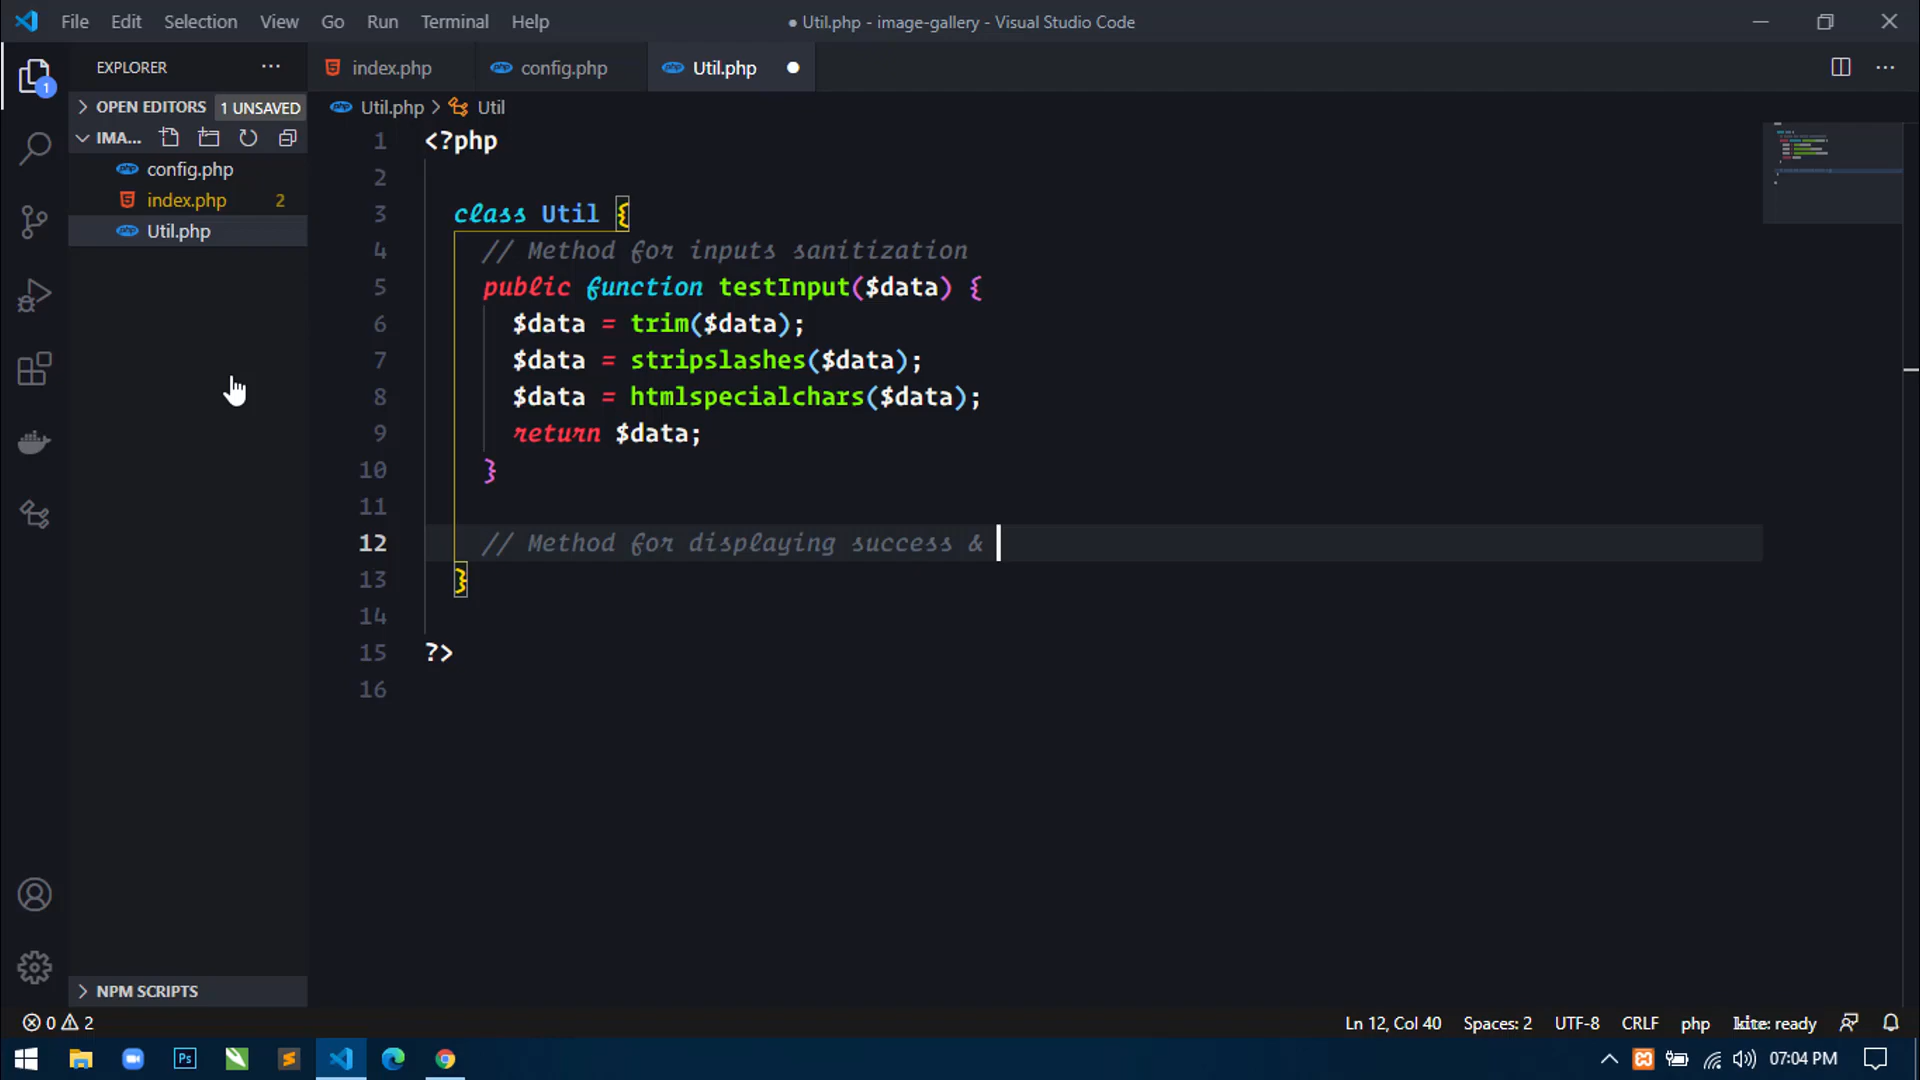 File Edit Selection View Go Run Terminal Help
● Util.php - image-gallery - Visual Studio Code
EXPLORER
index.php
config.php
Util.php
OPEN EDITORS 1 UNSAVED
IMA...
config.php
index.php 2
Util.php
NPM SCRIPTS
Util.php > Util
1 <?php
2
3 class Util {
4 // Method for inputs sanitization
5 public function testInput($data) {
6 $data = trim($data);
7 $data = stripslashes($data);
8 $data = htmlspecialchars($data);
9 return $data;
10 }
11
12 // Method for displaying success &
13 }
14
15 ?>
16
1
0 2
Ln 12, Col 40 Spaces: 2 UTF-8 CRLF php kite: ready
Ps
07:04 PM